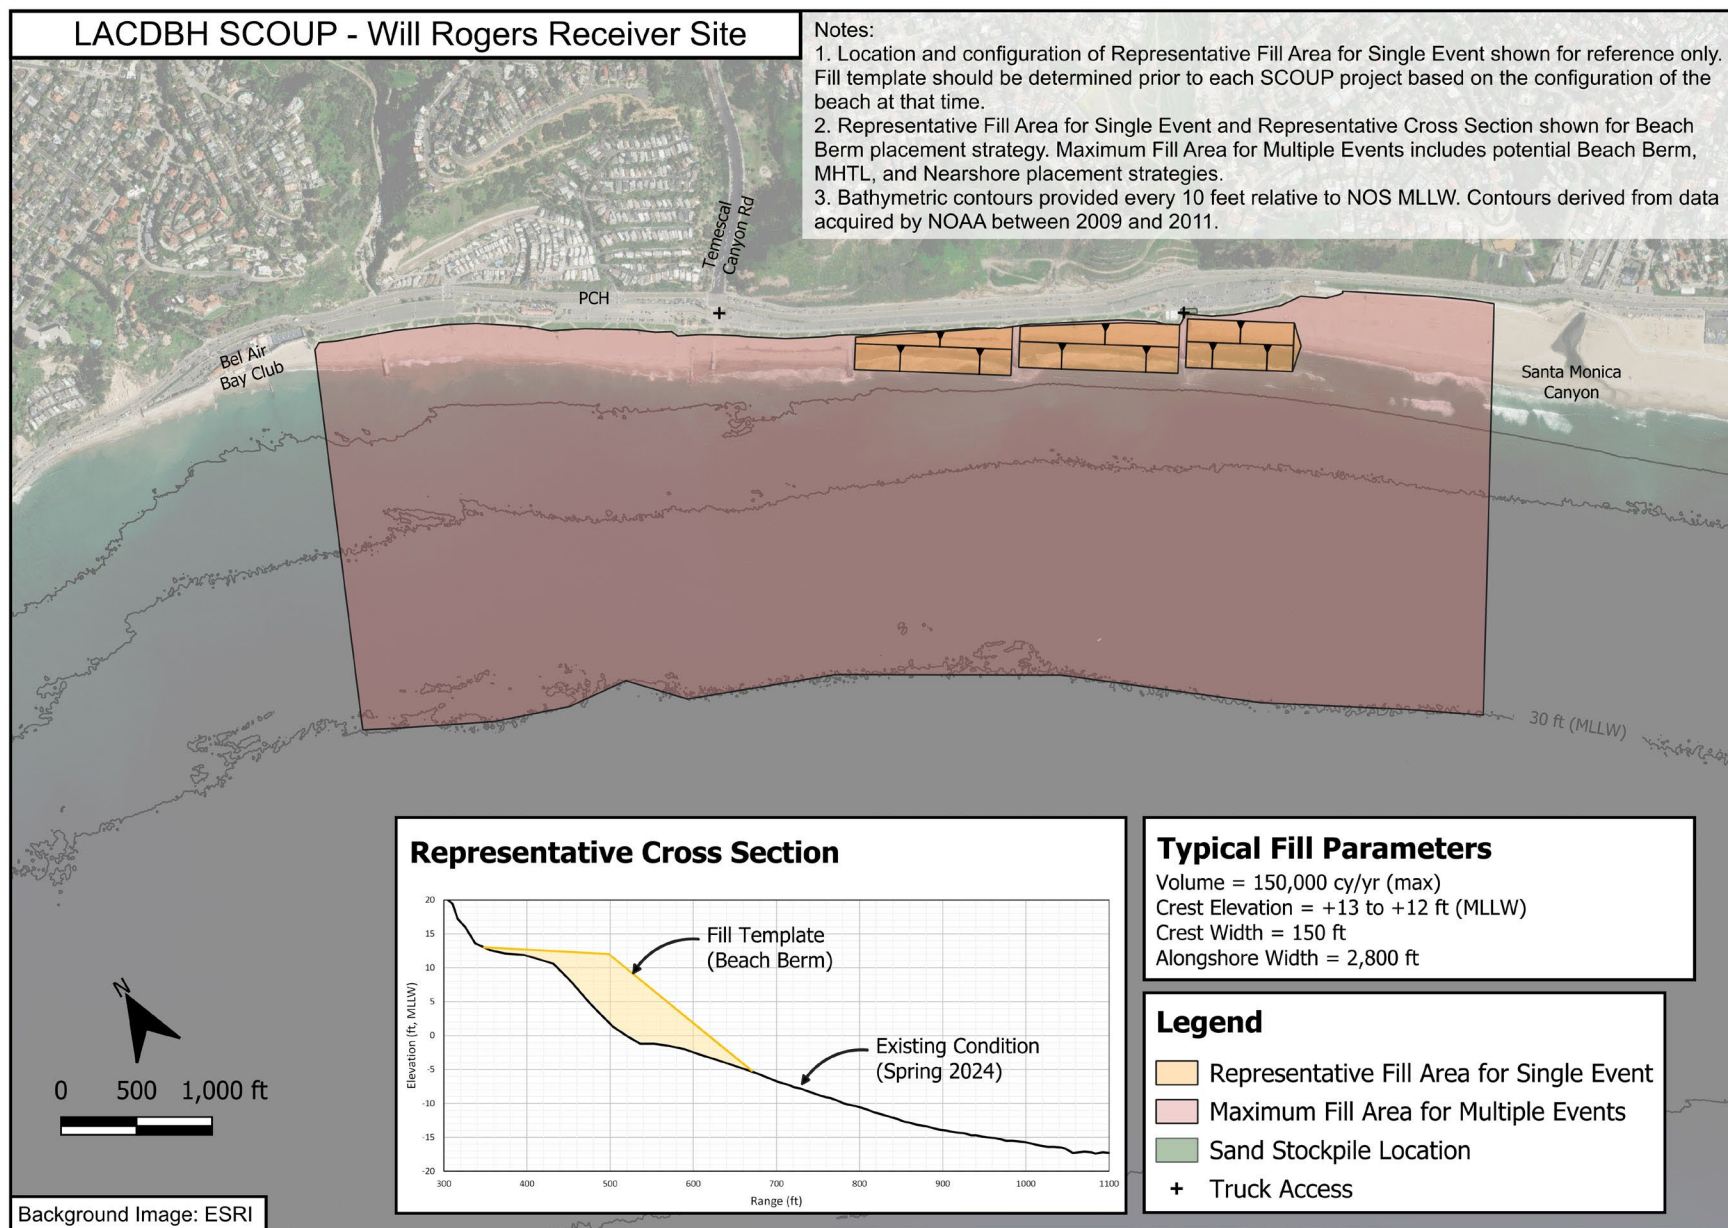 LACDBH SCOUP - Will Rogers Receiver Site
Notes:
1. Location and configuration of Representative Fill Area for Single Event shown for reference only.
Fill template should be determined prior to each SCOUP project based on the configuration of the
beach at that time.
2. Representative Fill Area for Single Event and Representative Cross Section shown for Beach
Berm placement strategy. Maximum Fill Area for Multiple Events includes potential Beach Berm,
MHTL, and Nearshore placement strategies.
3. Bathymetric contours provided every 10 feet relative to NOS MLLW. Contours derived from data
acquired by NOAA between 2009 and 2011.
Temescal
Canyon Rd
PCH
Bel Air
Bay Club
Santa Monica
Canyon
30 ft (MLLW)
N
0 500 1,000 ft
Representative Cross Section
Elevation (ft, MLLW)
20
15
10
5
0
-5
-10
-15
-20
Fill Template
(Beach Berm)
Existing Condition
(Spring 2024)
300 400 500 600 700 800 900 1000 1100
Range (ft)
Typical Fill Parameters
Volume = 150,000 cy/yr (max)
Crest Elevation = +13 to +12 ft (MLLW)
Crest Width = 150 ft
Alongshore Width = 2,800 ft
Legend
Representative Fill Area for Single Event
Maximum Fill Area for Multiple Events
Sand Stockpile Location
+ Truck Access
Background Image: ESRI